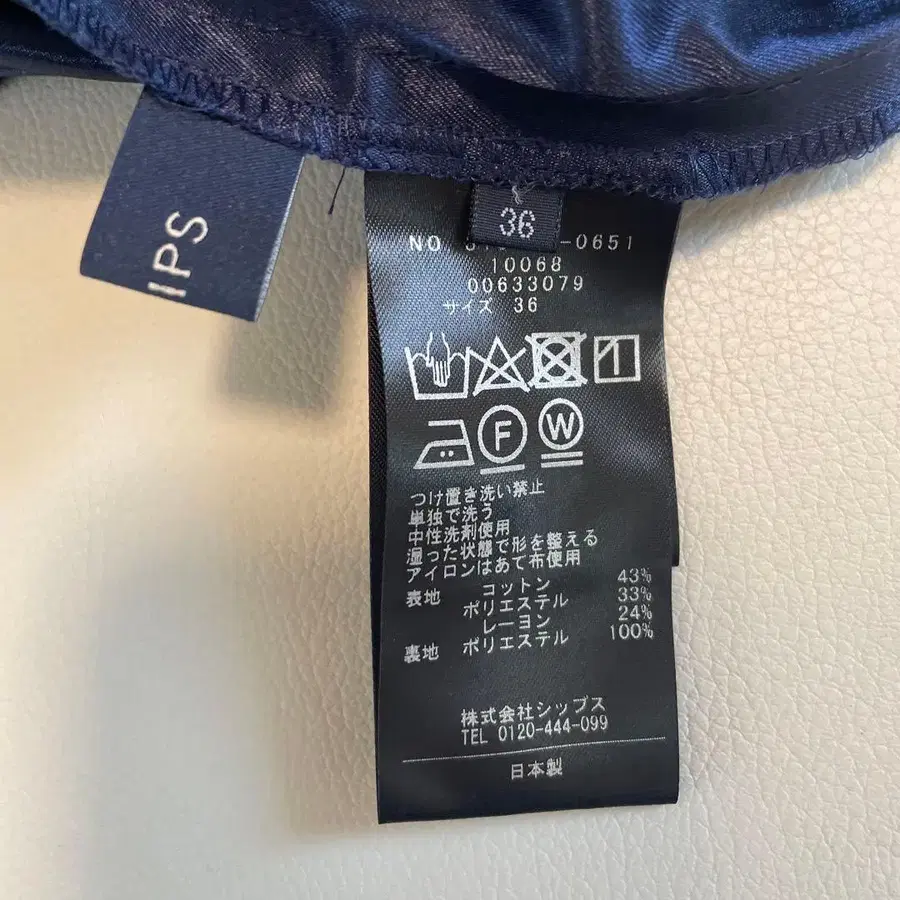 IPS
36
NO -0651
10068
00633079
サイズ 36
F
W
つけ置き洗い禁止
単独で洗う
中性洗剤使用
湿った状態で形を整える
アイロンはあて布使用
表地 コットン 43%
ポリエステル 33%
レーヨン 24%
裏地 ポリエステル 100%
株式会社シップス
TEL 0120-444-099
日本製